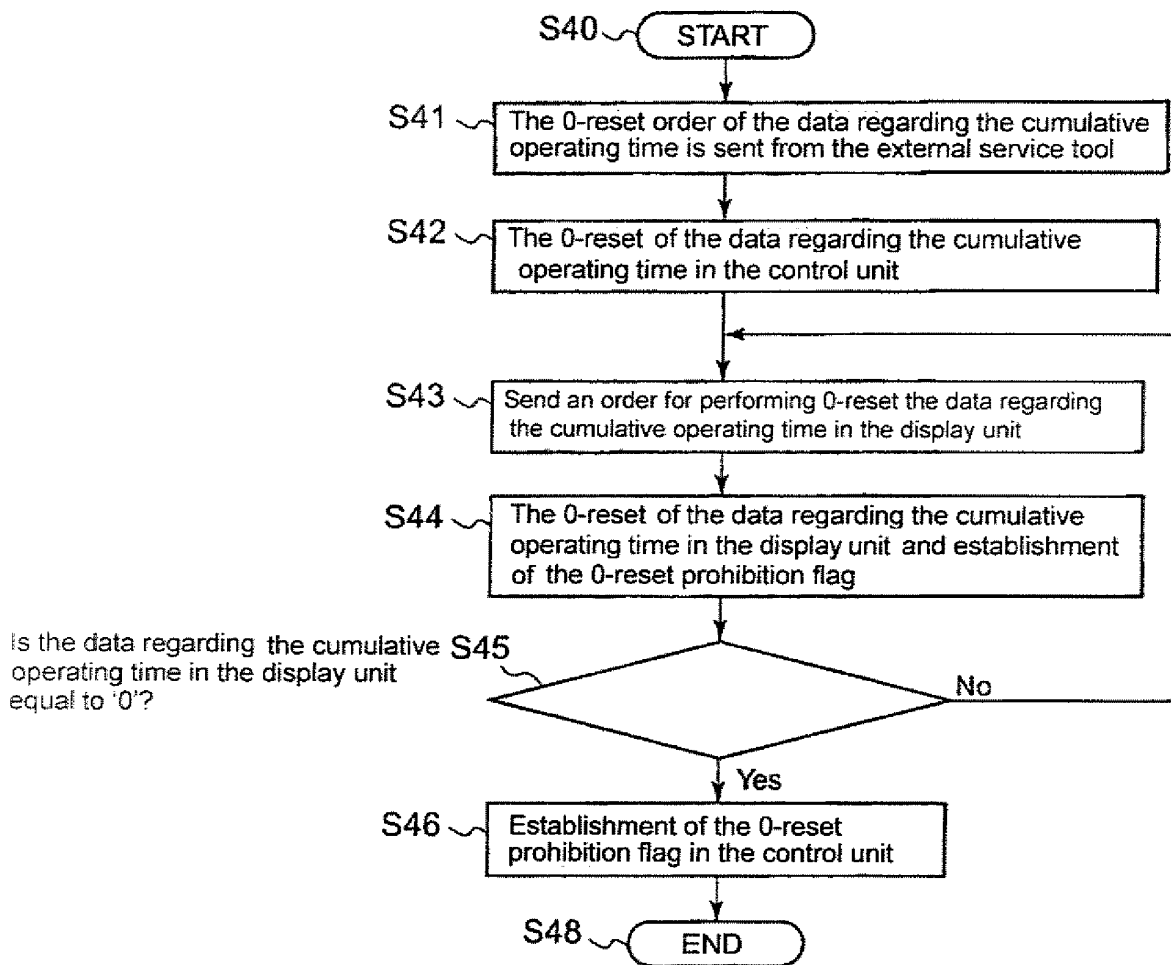 S40 START
S41 The 0-reset order of the data regarding the cumulative
operating time is sent from the external service tool
S42 The 0-reset of the data regarding the cumulative
operating time in the control unit
S43 Send an order for performing 0-reset the data regarding
the cumulative operating time in the display unit
S44 The 0-reset of the data regarding the cumulative
operating time in the display unit and establishment
of the 0-reset prohibition flag
Is the data regarding the cumulative S45
operating time in the display unit
equal to '0'?
No
Yes
S46 Establishment of the 0-reset
prohibition flag in the control unit
S48 END